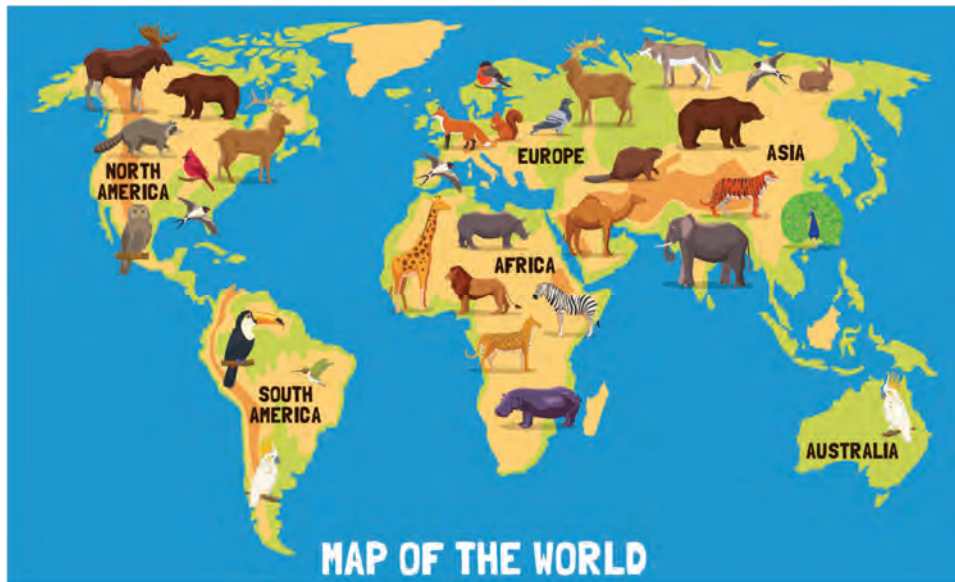 NORTH
AMERICA
EUROPE
ASIA
AFRICA
SOUTH
AMERICA
AUSTRALIA
MAP OF THE WORLD